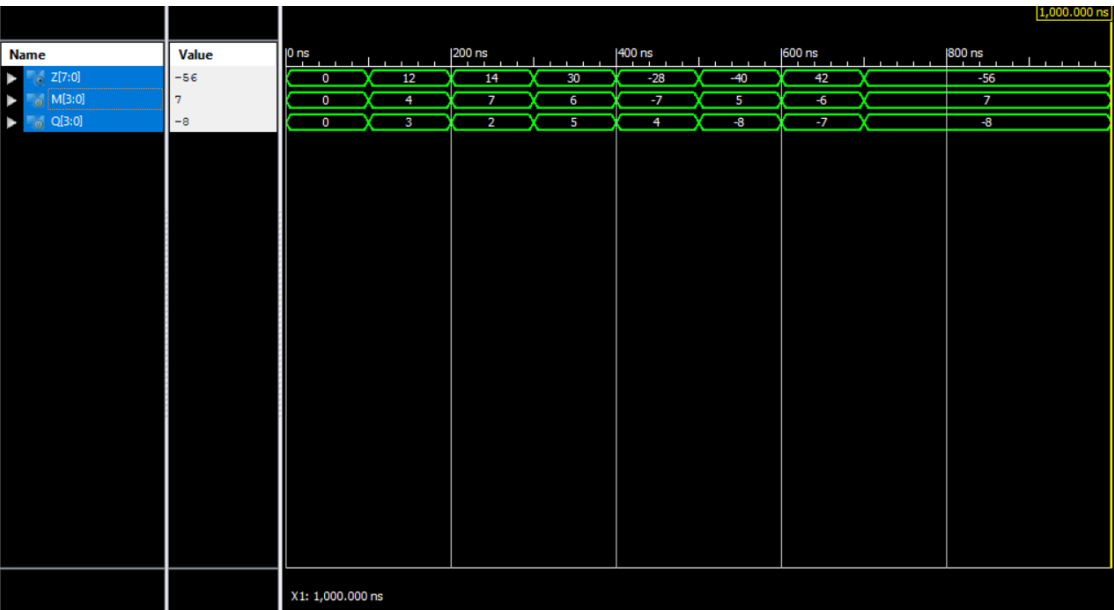 1,000.000 ns
Name Value 0 ns 200 ns 400 ns 600 ns 800 ns
Z[7:0] -56 0 12 14 30 -28 -40 42 -56
M[3:0] 7 0 4 7 6 -7 5 -6 7
Q[3:0] -8 0 3 2 5 4 -8 -7 -8
X1: 1,000.000 ns